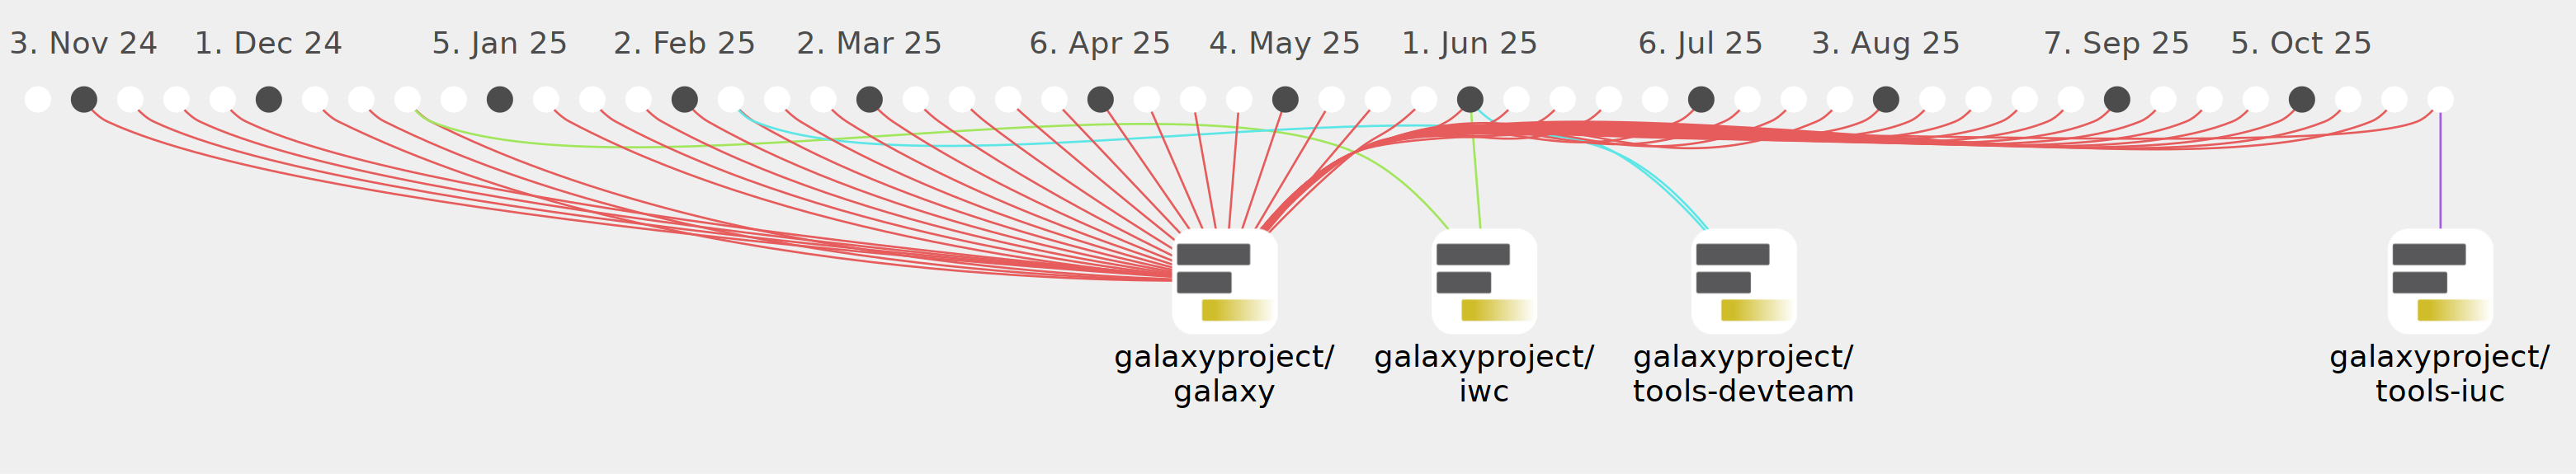 3. Nov 24 1. Dec 24 5. Jan 25 2. Feb 25 2. Mar 25 6. Apr 25 4. May 25 1. Jun 25 6. Jul 25 3. Aug 25 7. Sep 25 5. Oct 25
galaxyproject/ galaxyproject/ galaxyproject/ galaxyproject/
galaxy iwc tools-devteam tools-iuc